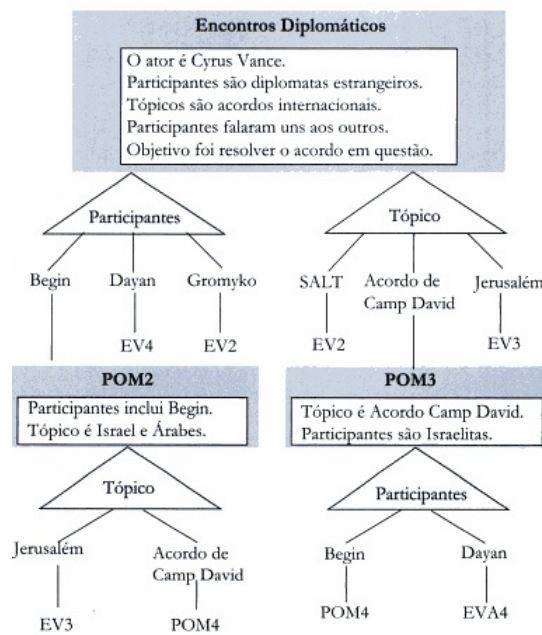 Encontros Diplomáticos
O ator é Cyrus Vance.
Participantes são diplomatas estrangeiros.
Tópicos são acordos internacionais.
Participantes falaram uns aos outros.
Objetivo foi resolver o acordo em questão.
Participantes
Tópico
Begin
Dayan
Gromyko
SALT
Acordo de
Camp David
Jerusalém
EV4
EV2
EV2
EV3
POM2
Participantes inclui Begin.
Tópico é Israel e Árabes.
POM3
Tópico é Acordo Camp David.
Participantes são Israelitas.
Tópico
Participantes
Jerusalém
Acordo de
Camp David
Begin
Dayan
EV3
POM4
POM4
EVA4